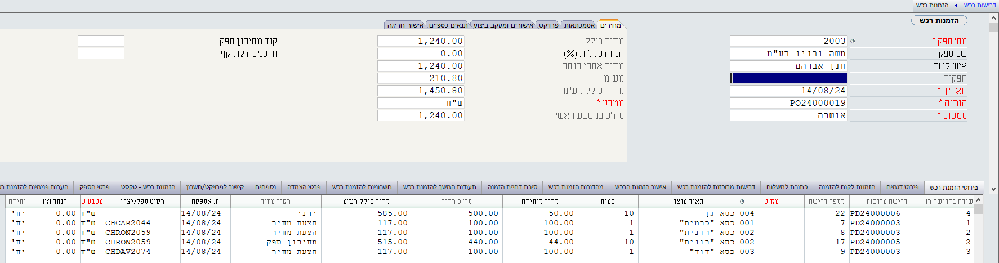 דרישות רכש הזמנות רכש
הזמנות רכש
מחירים אסמכתאות פרויקט אישורים ומעקב ביצוע תנאים כספיים אישור חריגה
מס' ספק * 2003 מחיר כולל 1,240.00 קוד מחירון ספק
שם ספק משה ובניו בע"מ הנחה כללית (%) 0.00 ת. כניסה לתוקף
איש קשר חנן אברהם מחיר אחרי הנחה 1,240.00
תפקיד מע"מ 210.80
תאריך * 14/08/24 מחיר כולל מע"מ 1,450.80
הזמנה * PO24000019 מטבע * ש"ח
סטטוס * אושרה סה"כ במטבע ראשי 1,240.00
פירוטי הזמנת רכש פירוט דגמים הזמנות לקוח להזמנה כתובת למשלוח דרישות מרוכזות להזמנת רכש אישור הזמנת הרכש מהדורות הזמנת רכש סיבת דחיית הזמנה תעודות המשך להזמנת רכש חשבוניות להזמנת רכש פרטי הצמדה נספחים קישור לפרויקט/חשבון הזמנות רכש - טקסט פרטי הספק הערות פנימיות להזמנת רכ
שורה בדרישה מו דרישה מרוכזת מספר דרישה מק"ט תאור מוצר כמות מחיר ליחידה סה"כ מחיר מחיר כולל מע"מ מקור מחיר ת. אספקה מק"ט ספק/יצרן מטבע ע הנחה (%) יחידה
4 PD24000006 22 004 כסא גן 10 50.00 500.00 585.00 ידני 14/08/24 ש"ח 0.00 יח'
1 PD24000003 7 001 כסא "כרמית" 1 100.00 100.00 117.00 הצעת מחיר 14/08/24 CHCAR2044 ש"ח 0.00 יח'
2 PD24000003 8 002 כסא "רונית" 1 100.00 100.00 117.00 הצעת מחיר 14/08/24 CHRON2059 ש"ח 0.00 יח'
2 PD24000005 17 002 כסא "רונית" 10 44.00 440.00 515.00 מחירון ספק 14/08/24 CHRON2059 ש"ח 0.00 יח'
3 PD24000003 9 003 כסא "דוד" 1 100.00 100.00 117.00 הצעת מחיר 14/08/24 CHDAV2074 ש"ח 0.00 יח'